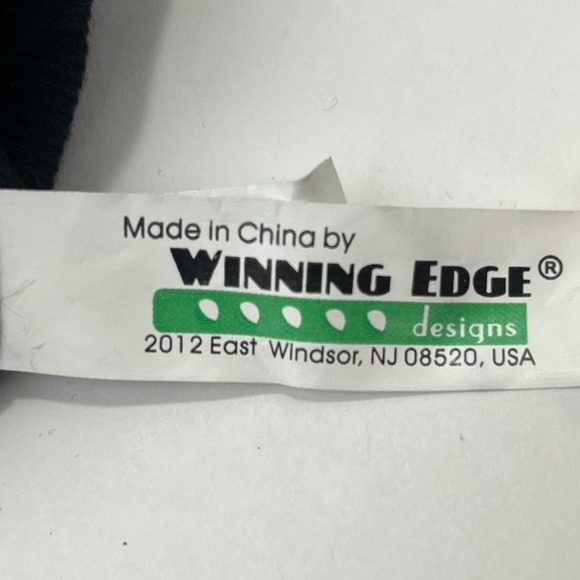 Made in China by
WINNING EDGE®
designs
2012 East Windsor, NJ 08520, USA